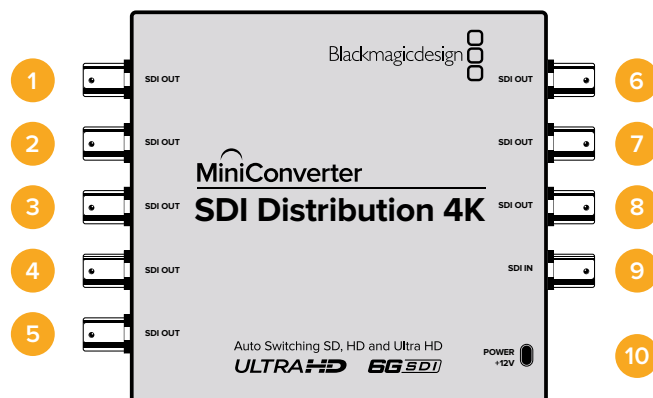 Blackmagicdesign
1 SDI OUT
SDI OUT 6
2 SDI OUT
SDI OUT 7
MiniConverter
3 SDI OUT
SDI Distribution 4K
SDI OUT 8
4 SDI OUT
SDI IN 9
5 SDI OUT
Auto Switching SD, HD and Ultra HD
ULTRA HD 6G SDI
POWER
+12V
10